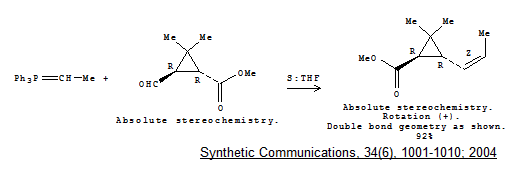 Me Me Me Me
Me
R Z
Ph3P CH Me + R OMe MeO R
OHC R
O S:THF O
Absolute stereochemistry. Absolute stereochemistry.
Rotation (+).
Double bond geometry as shown.
92%
Synthetic Communications, 34(6), 1001-1010; 2004